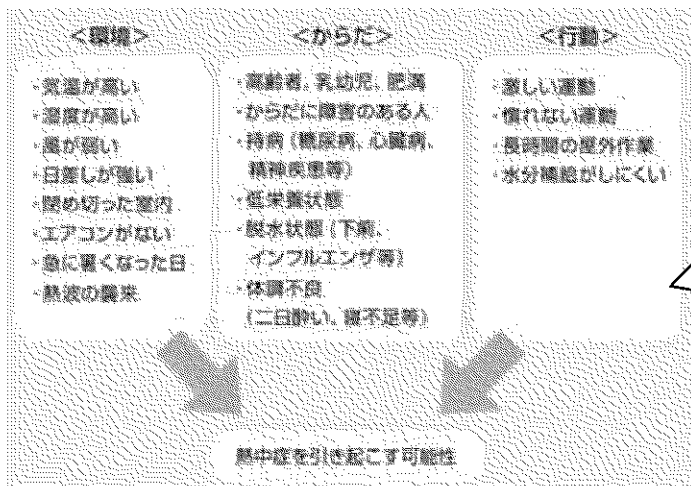 ＜環境＞
・気温が高い
・湿度が高い
・風が弱い
・日差しが強い
・閉め切った室内
・エアコンがない
・急に暑くなった日
・熱波の襲来
＜からだ＞
・高齢者、乳幼児、肥満
・からだに障害のある人
・持病（糖尿病、心臓病、
精神疾患等）
・低栄養状態
・脱水状態（下痢、
インフルエンザ等）
・体調不良
（二日酔い、寝不足等）
＜行動＞
・激しい運動
・慣れない運動
・長時間の屋外作業
・水分補給がしにくい
熱中症を引き起こす可能性